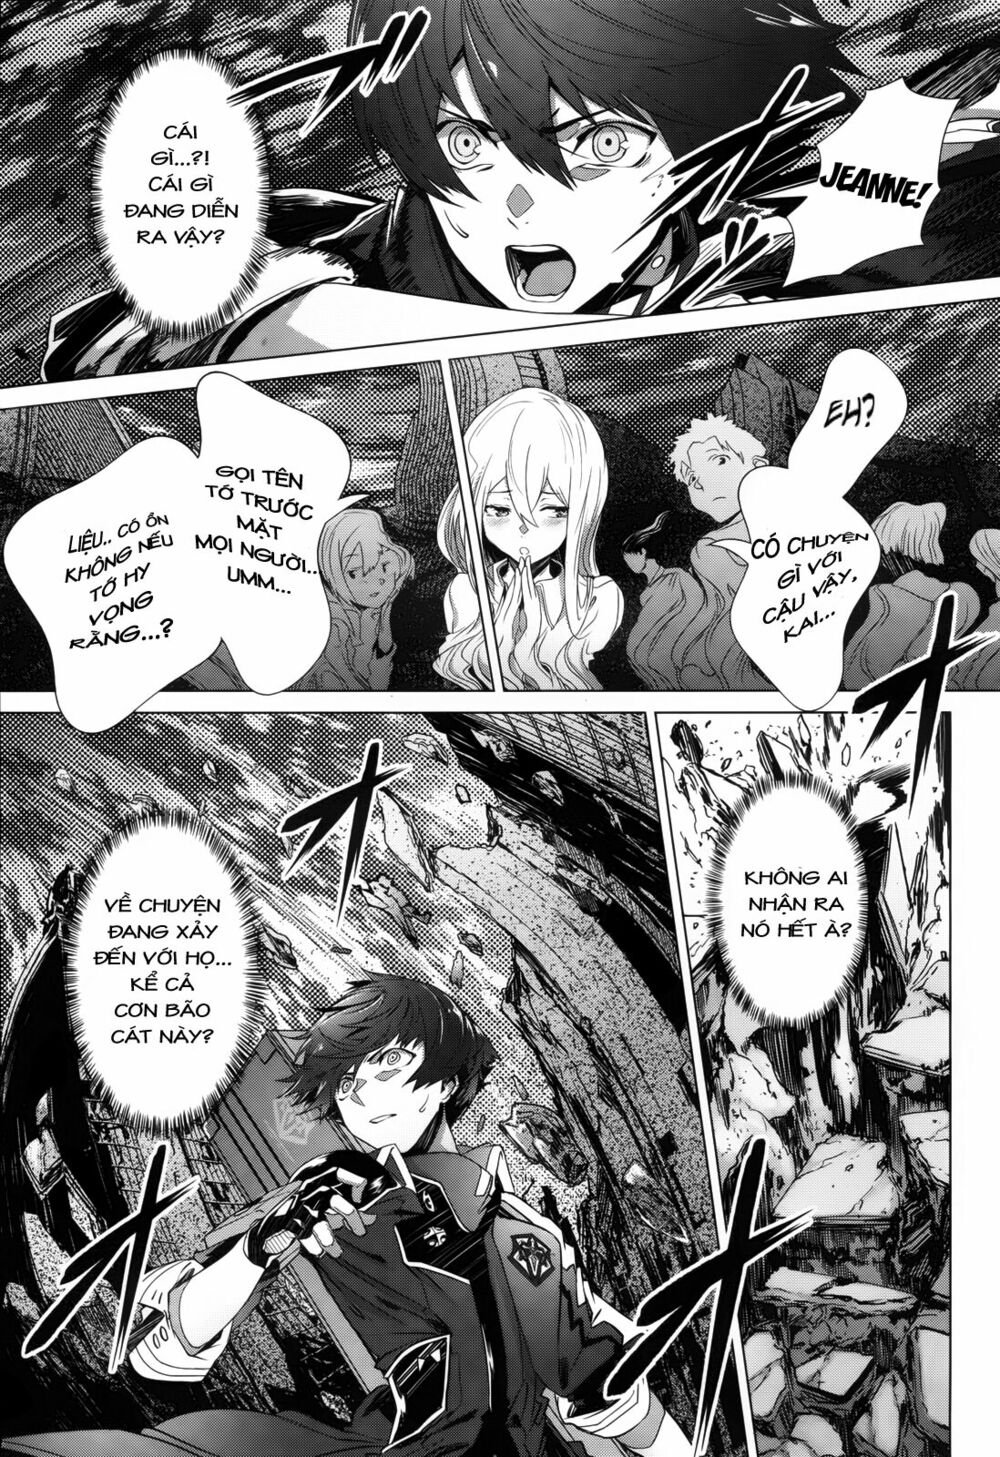 JEANNE!
CÁI
GÌ...?!
CÁI GÌ
ĐANG DIỄN
RA VẬY?
EH?
CÓ CHUYỆN
GÌ VỚI
CẬU VẬY,
KAI...
GỌI TÊN
TỚ TRƯỚC
MẶT
MỌI NGƯỜI..
UMM...
LIỆU.. CÓ ỔN
KHÔNG NẾU
TỚ HY
VỌNG
RẰNG...?
KHÔNG AI
NHẬN RA
NÓ HẾT À?
VỀ CHUYỆN
ĐANG XẢY
ĐẾN VỚI HỌ...
KỂ CẢ
CƠN BÃO
CÁT NÀY?